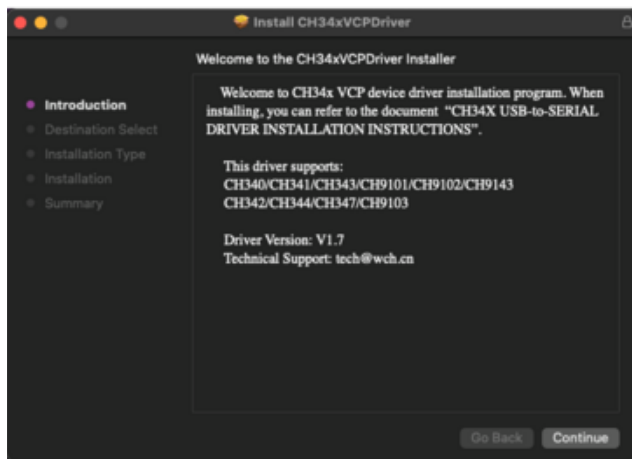 Install CH34xVCPDriver
Welcome to the CH34xVCPDriver Installer
Introduction
Destination Select
Installation Type
Installation
Summary
Welcome to CH34x VCP device driver installation program. When
installing, you can refer to the document “CH34X USB-to-SERIAL
DRIVER INSTALLATION INSTRUCTIONS”.
This driver supports:
CH340/CH341/CH343/CH9101/CH9102/CH9143
CH342/CH344/CH347/CH9103
Driver Version: V1.7
Technical Support: tech@wch.cn
Go Back
Continue